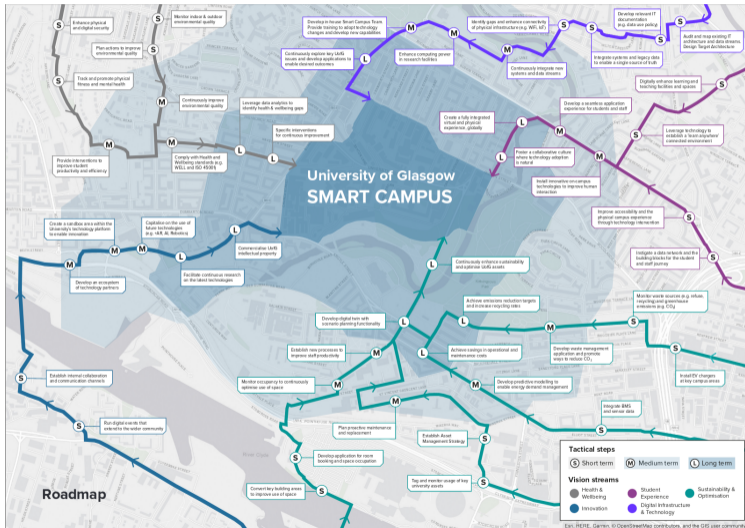 Enhance physical
and digital security
Monitor indoor & outdoor
environmental quality
Plan actions to improve
environmental quality
Track and promote physical
fitness and mental health
Continuously improve
environmental quality
Leverage data analytics to
identify health & wellbeing gaps
Specific interventions
for continuous improvement
Provide interventions to
improve student
productivity and efficiency
Comply with Health and
Wellbeing standards (e.g.
WELL and ISO 45001)
Develop in house Smart Campus Team
Provide training to adapt technology
changes and develop new capabilities
Continuously explore key UofG
issues and develop applications to
enable desired outcomes
Enhance computing power
in research facilities
Identify gaps and enhance connectivity
of physical infrastructure (e.g. WiFi, IoT)
Continuously integrate new
systems and data streams
Develop relevant IT
documentation
(e.g. data use policy)
Integrate systems and legacy data
to enable a single source of truth
Audit and map existing IT
architecture and data streams
Design Target Architecture
Digitally enhance learning and
teaching facilities and spaces
Develop a seamless application
experience for students and staff
Create a fully integrated
virtual and physical
experience, globally
Leverage technology to
establish a 'learn anywhere'
connected environment
Foster a collaborative culture
where technology adoption
is natural
Install innovative on-campus
technologies to improve human
interaction
Improve accessibility and the
physical campus experience
through technology intervention
Instigate a data network and the
building blocks for the student
and staff journey
University of Glasgow
SMART CAMPUS
Create a sandbox area within the
University's technology platform
to enable innovation
Capitalise on the use of
future technologies
(e.g. AR, AI, Robotics)
Commercialise UofG
intellectual property
Develop an ecosystem
of technology partners
Facilitate continuous research
on the latest technologies
Establish internal collaboration
and communication channels
Run digital events that
extend to the wider community
Continuously enhance sustainability
and optimise UofG assets
Develop digital twin with
scenario planning functionality
Achieve emissions reduction targets
and increase recycling rates
Monitor waste sources (e.g. refuse,
recycling) and greenhouse
emissions (e.g. CO₂)
Establish new processes to
improve staff productivity
Achieve savings in operational and
maintenance costs
Develop waste management
application and promote
ways to reduce CO₂
Install EV chargers
at key campus areas
Monitor occupancy to continuously
optimise use of space
Develop predictive modelling to
enable energy demand management
Integrate BMS
and sensor data
Plan proactive maintenance
and replacement
Establish Asset
Management Strategy
Develop application for room
booking and space occupation
Tag and monitor usage of key
university assets
Convert key building areas
to improve use of space
Roadmap
Tactical steps
S Short term
M Medium term
L Long term
Vision streams
Health &
Wellbeing
Student
Experience
Sustainability &
Optimisation
Innovation
Digital Infrastructure
& Technology
Esri, HERE, Garmin, © OpenStreetMap contributors, and the GIS user community